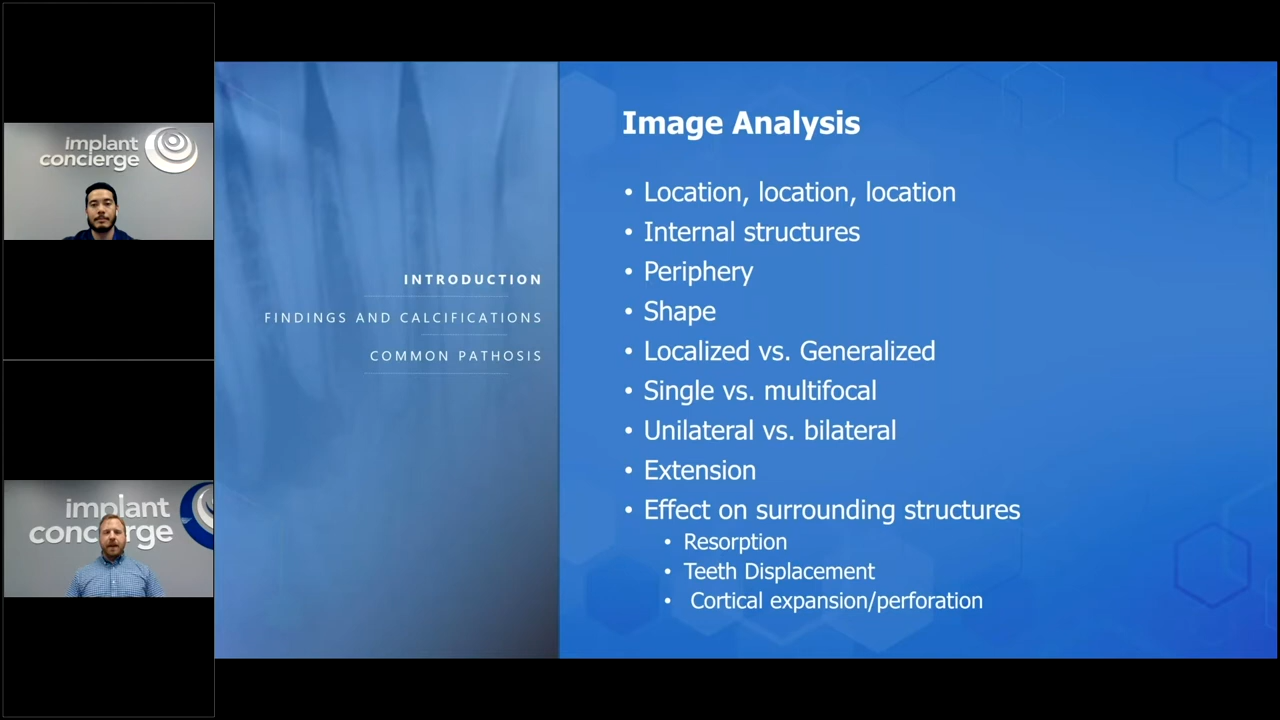 implant
concierge
implant
concierge
INTRODUCTION
FINDINGS AND CALCIFICATIONS
COMMON PATHOSIS
Image Analysis
• Location, location, location
• Internal structures
• Periphery
• Shape
• Localized vs. Generalized
• Single vs. multifocal
• Unilateral vs. bilateral
• Extension
• Effect on surrounding structures
• Resorption
• Teeth Displacement
• Cortical expansion/perforation